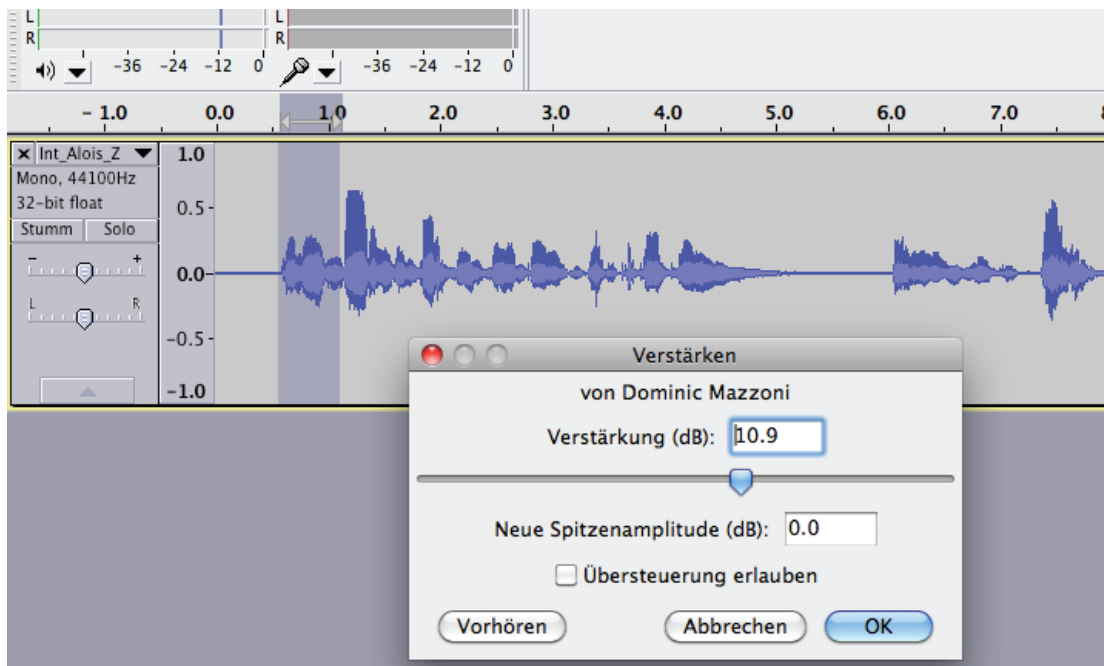 L L
R R
-36 -24 -12 0 -36 -24 -12 0
- 1.0 0.0 1.0 2.0 3.0 4.0 5.0 6.0 7.0
× Int_Alois_Z 1.0
Mono, 44100Hz
32-bit float 0.5-
Stumm Solo
- +
0.0-
L R
-0.5-
-1.0
Verstärken
von Dominic Mazzoni
Verstärkung (dB): 10.9
Neue Spitzenamplitude (dB): 0.0
Übersteuerung erlauben
Vorhören Abbrechen OK